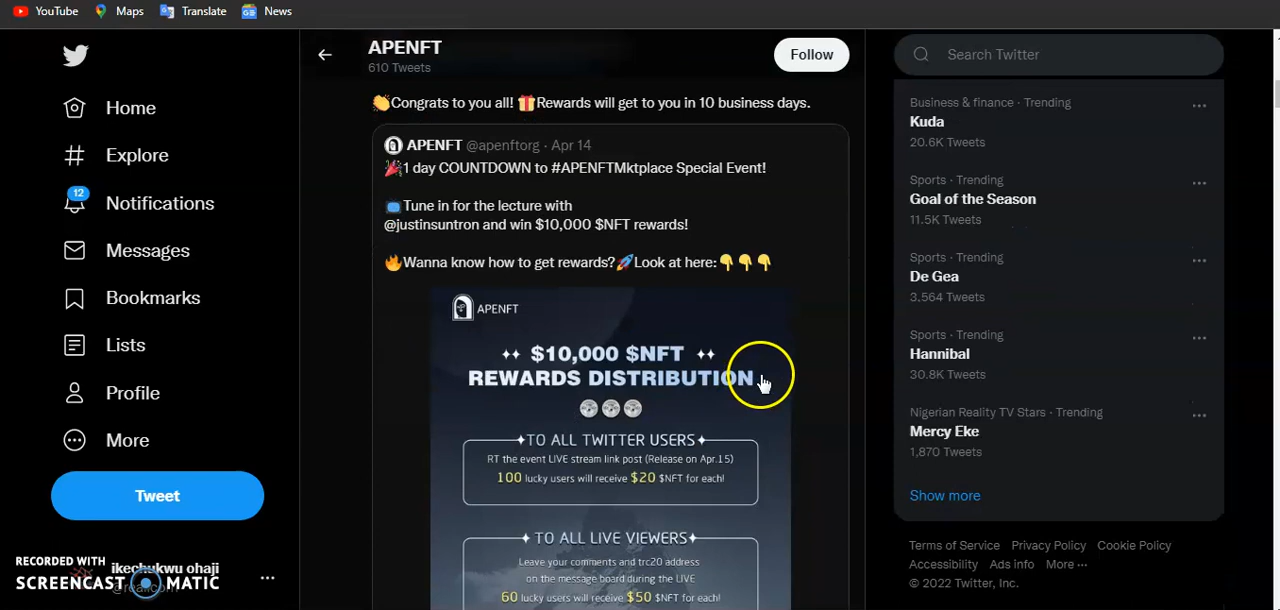 YouTube
Maps
Translate
News
Home
Explore
12
Notifications
Messages
Bookmarks
Lists
Profile
More
Tweet
RECORDED WITH
SCREENCAST MATIC
ikechukwu ohaji
APENFT
610 Tweets
Follow
👏Congrats to you all! 🎁Rewards will get to you in 10 business days.
APENFT @apenftorg · Apr 14
🎉1 day COUNTDOWN to #APENFTMktplace Special Event!
Tune in for the lecture with
@justinsuntron and win $10,000 $NFT rewards!
🔥Wanna know how to get rewards?🚀Look at here:👇👇👇
APENFT
$10,000 $NFT
REWARDS DISTRIBUTION
TO ALL TWITTER USERS
RT the event LIVE stream link post (Release on Apr.15)
100 lucky users will receive $20 $NFT for each!
TO ALL LIVE VIEWERS
Leave your comments and trc20 address
on the message board during the LIVE
60 lucky users will receive $50 $NFT for each!
Search Twitter
Business & finance · Trending
Kuda
20.6K Tweets
Sports · Trending
Goal of the Season
11.5K Tweets
Sports · Trending
De Gea
3,564 Tweets
Sports · Trending
Hannibal
30.8K Tweets
Nigerian Reality TV Stars · Trending
Mercy Eke
1,870 Tweets
Show more
Terms of Service Privacy Policy Cookie Policy
Accessibility Ads info More ···
© 2022 Twitter, Inc.